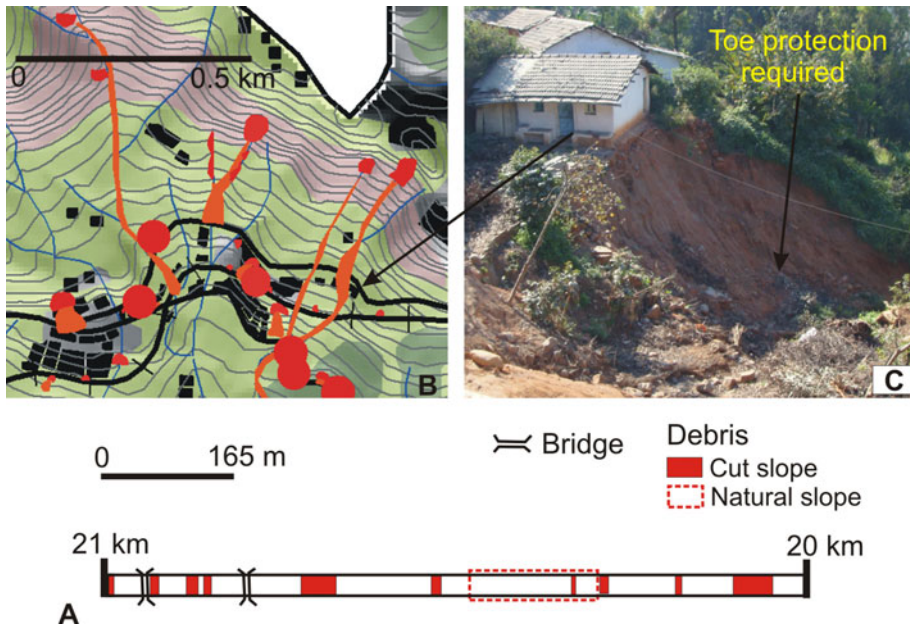 0 0.5 km
B
Toe protection
required
C
0 165 m
Bridge
Debris
Cut slope
Natural slope
21 km
20 km
A